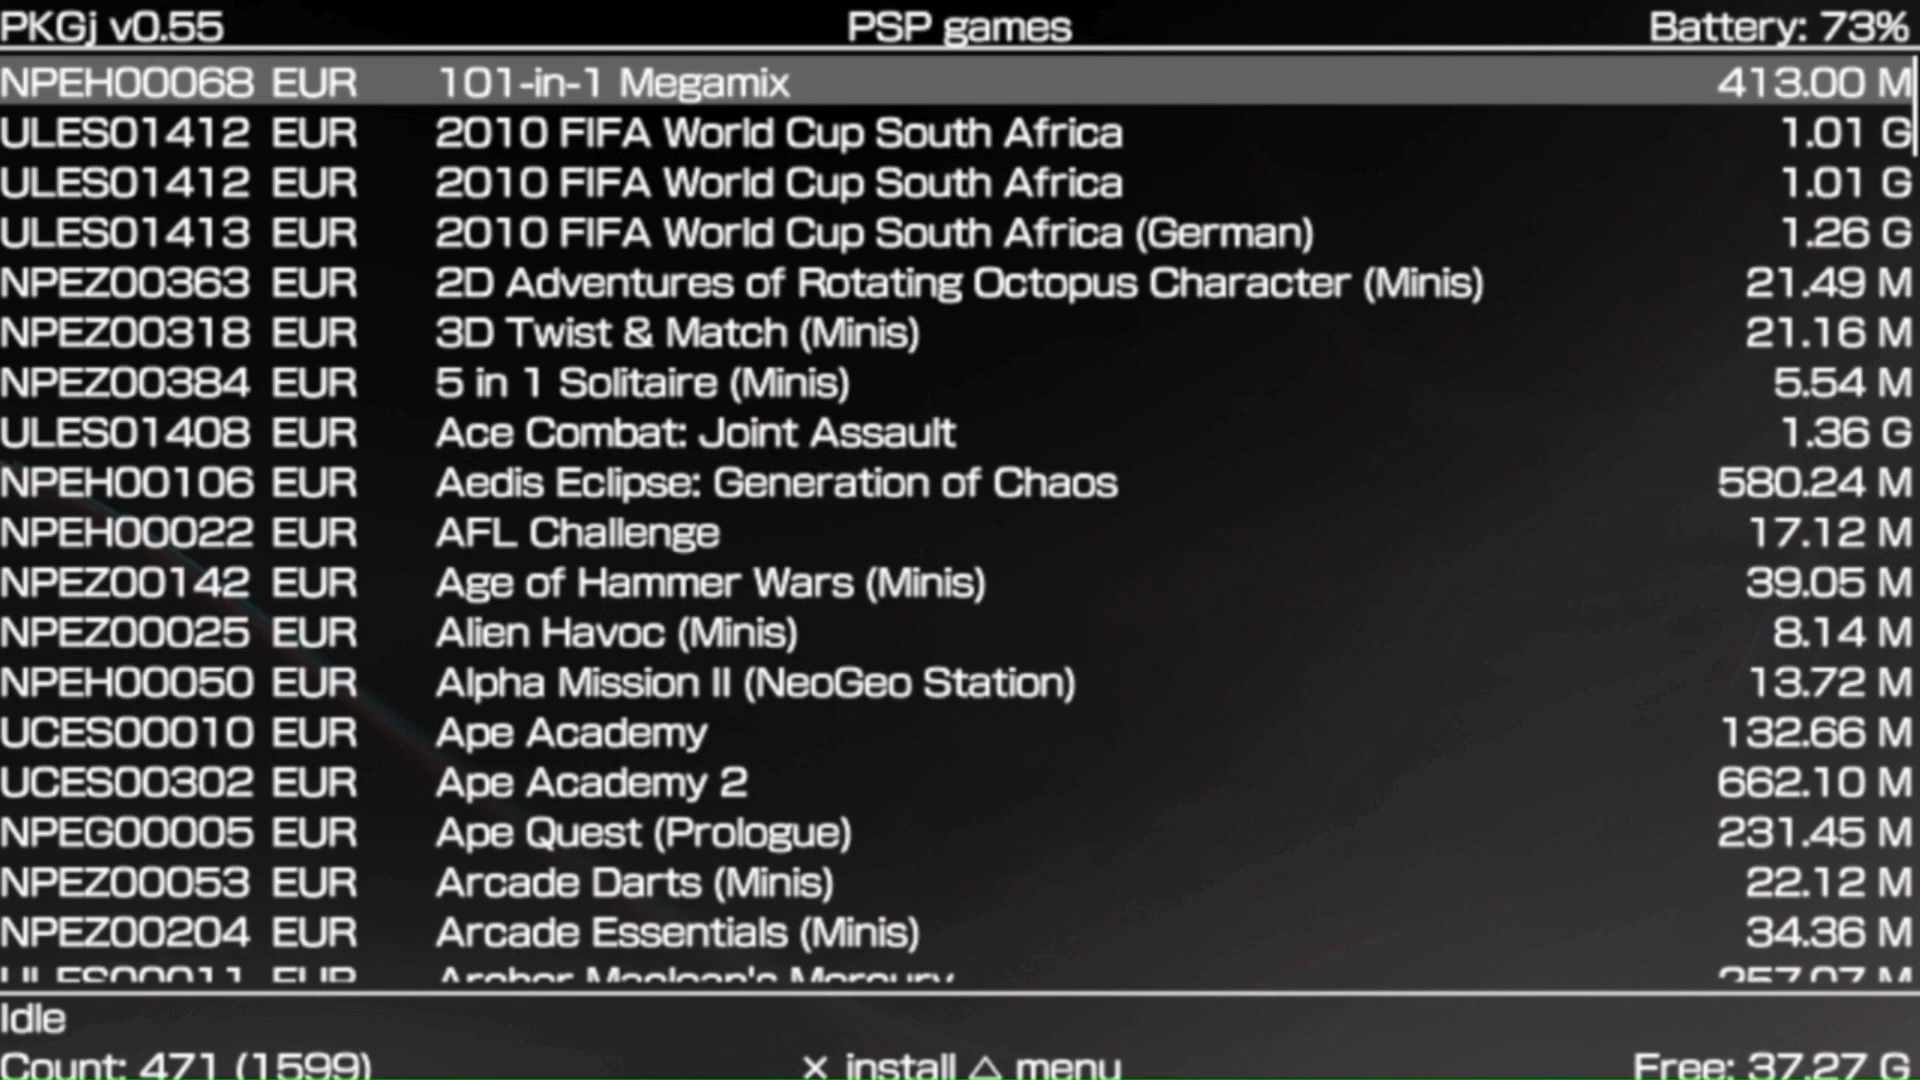 PKGj v0.55 PSP games Battery: 73%
NPEH00068 EUR 101-in-1 Megamix 413.00 M
ULES01412 EUR 2010 FIFA World Cup South Africa 1.01 G
ULES01412 EUR 2010 FIFA World Cup South Africa 1.01 G
ULES01413 EUR 2010 FIFA World Cup South Africa (German) 1.26 G
NPEZ00363 EUR 2D Adventures of Rotating Octopus Character (Minis) 21.49 M
NPEZ00318 EUR 3D Twist & Match (Minis) 21.16 M
NPEZ00384 EUR 5 in 1 Solitaire (Minis) 5.54 M
ULES01408 EUR Ace Combat: Joint Assault 1.36 G
NPEH00106 EUR Aedis Eclipse: Generation of Chaos 580.24 M
NPEH00022 EUR AFL Challenge 17.12 M
NPEZ00142 EUR Age of Hammer Wars (Minis) 39.05 M
NPEZ00025 EUR Alien Havoc (Minis) 8.14 M
NPEH00050 EUR Alpha Mission II (NeoGeo Station) 13.72 M
UCES00010 EUR Ape Academy 132.66 M
UCES00302 EUR Ape Academy 2 662.10 M
NPEG00005 EUR Ape Quest (Prologue) 231.45 M
NPEZ00053 EUR Arcade Darts (Minis) 22.12 M
NPEZ00204 EUR Arcade Essentials (Minis) 34.36 M
ULES00011 EUR Archer Maclean's Mercury 257.07 M
Idle
Count: 471 (1599) × install △ menu Free: 37.27 G